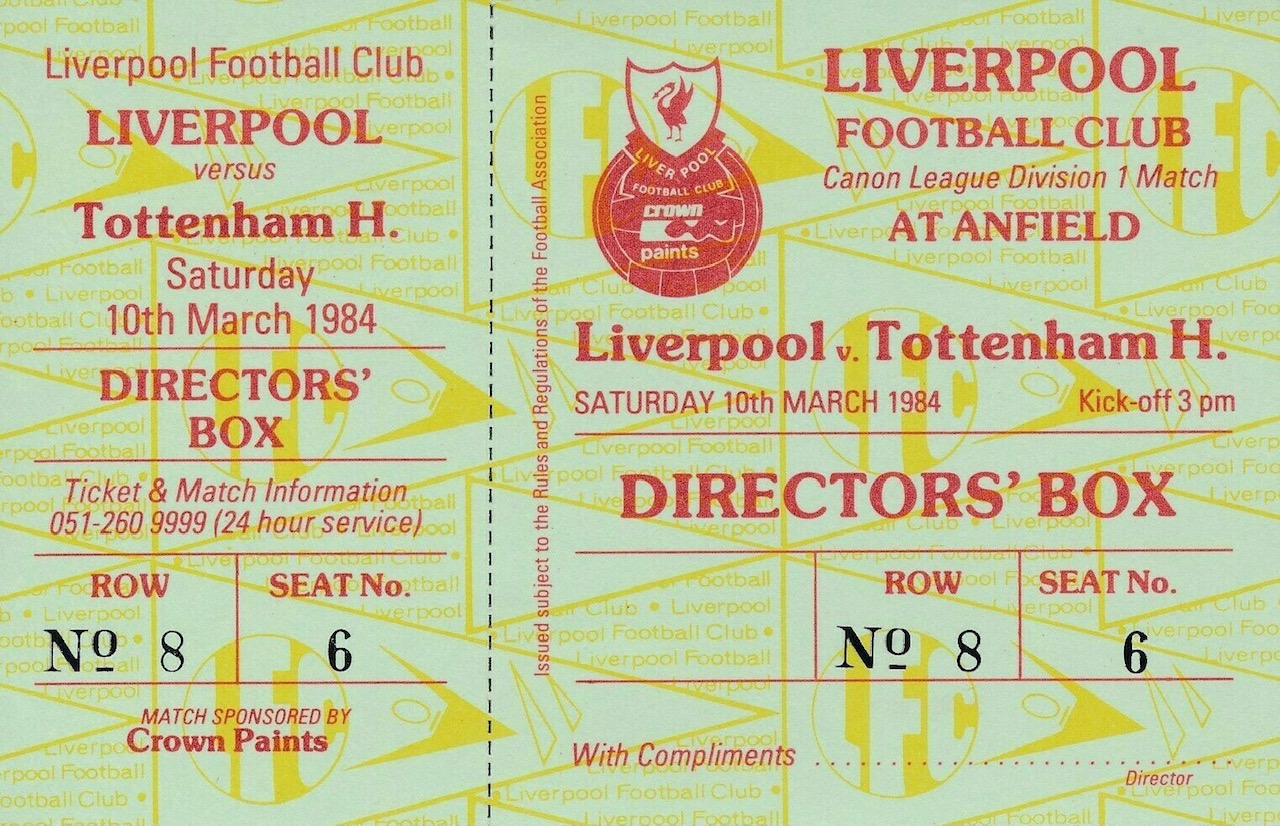 Liverpool Football Club
LIVERPOOL
versus
Tottenham H.
Saturday
10th March 1984
DIRECTORS'
BOX
Ticket & Match Information
051-260 9999 (24 hour service)
ROW SEAT No.
Nº 8 6
MATCH SPONSORED BY
Crown Paints
Issued subject to the Rules and Regulations of the Football Association
LIVERPOOL
FOOTBALL CLUB
crown
paints
LIVERPOOL
FOOTBALL CLUB
Canon League Division 1 Match
AT ANFIELD
Liverpool v. Tottenham H.
SATURDAY 10th MARCH 1984 Kick-off 3 pm
DIRECTORS' BOX
ROW SEAT No.
Nº 8 6
With Compliments ........................................
Director